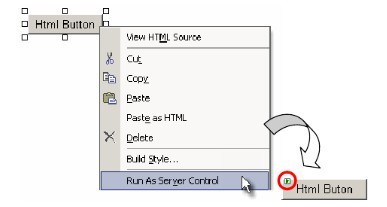 Html Button
View HTML Source
Cut
Copy
Paste
Paste as HTML
Delete
Build Style...
Run As Server Control
Html Buton